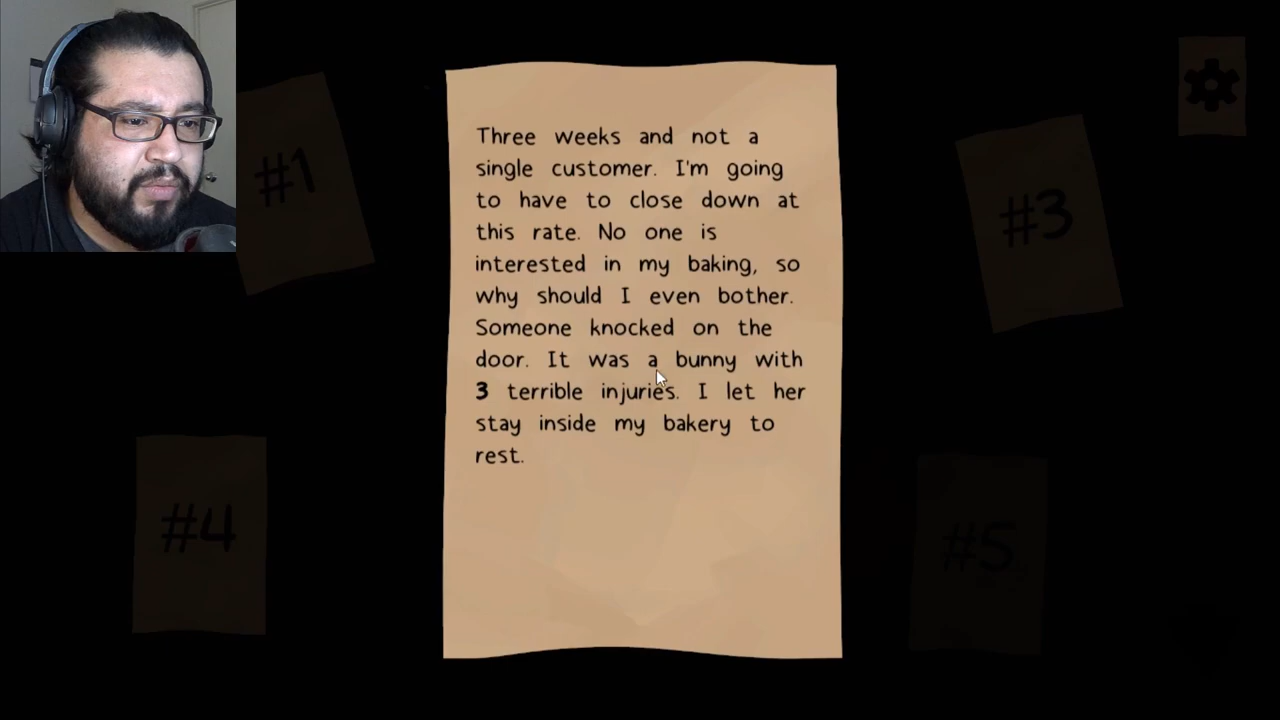 #1
Three weeks and not a
single customer. I'm going
to have to close down at
this rate. No one is
interested in my baking, so
why should I even bother.
Someone knocked on the
door. It was a bunny with
3 terrible injuries. I let her
stay inside my bakery to
rest.
#3
#4
#5